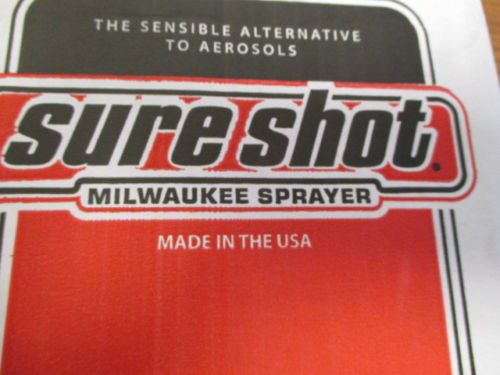 THE SENSIBLE ALTERNATIVE
TO AEROSOLS
sure shot.
MILWAUKEE SPRAYER
MADE IN THE USA